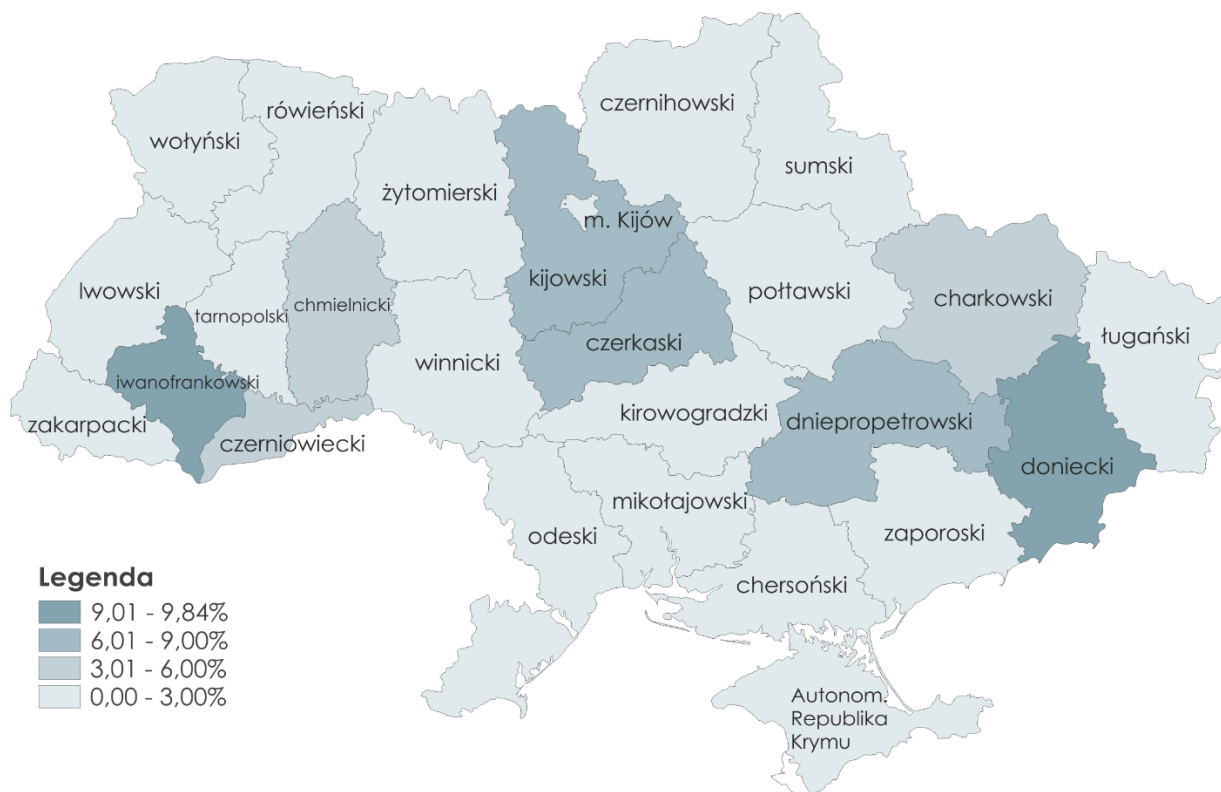 czernihowski
rówieński
wołyński
sumski
żytomierski
m. Kijów
kijowski
lwowski
połtawski
charkowski
chmielnicki
tarnopolski
ługański
czerkaski
winnicki
iwanofrankowski
kirowogradzki
dniepropetrowski
zakarpacki
czerniowiecki
doniecki
mikołajowski
odeski
zaporoski
chersoński
Legenda
9,01 - 9,84%
6,01 - 9,00%
3,01 - 6,00%
0,00 - 3,00%
Autonom.
Republika
Krymu